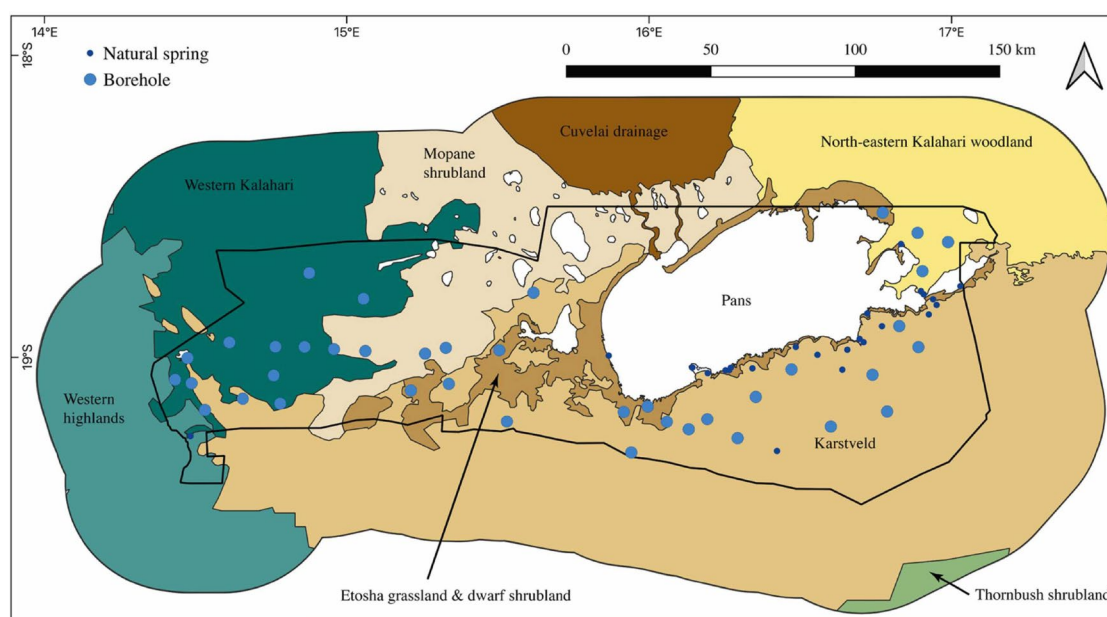 14°E 15°E 16°E 17°E
18°S
Natural spring
Borehole
0 50 100 150 km
Cuvelai drainage
North-eastern Kalahari woodland
Mopane
shrubland
Western Kalahari
Pans
19°S
Western
highlands
Karstveld
Etosha grassland & dwarf shrubland
Thornbush shrubland